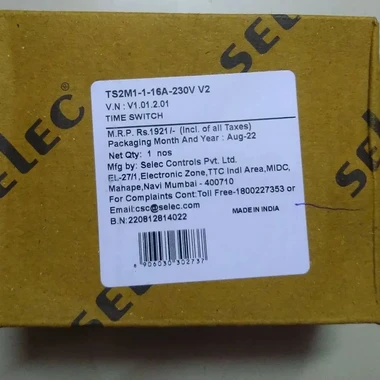 SELEC
SELEC
TS2M1-1-16A-230V V2
V.N : V1.01.2.01
TIME SWITCH
M.R.P. Rs.1921/- (Incl. of all Taxes)
Packaging Month And Year : Aug-22
Net Qty: 1 nos
Mfg by: Selec Controls Pvt. Ltd.
EL-27/1,Electronic Zone,TTC Indl Area,MIDC,
Mahape,Navi Mumbai - 400710
For Complaints Cont:Toll Free-1800227353 or
Email:csc@selec.com
MADE IN INDIA
B.N: 220812814022
8906030302737
SELEC